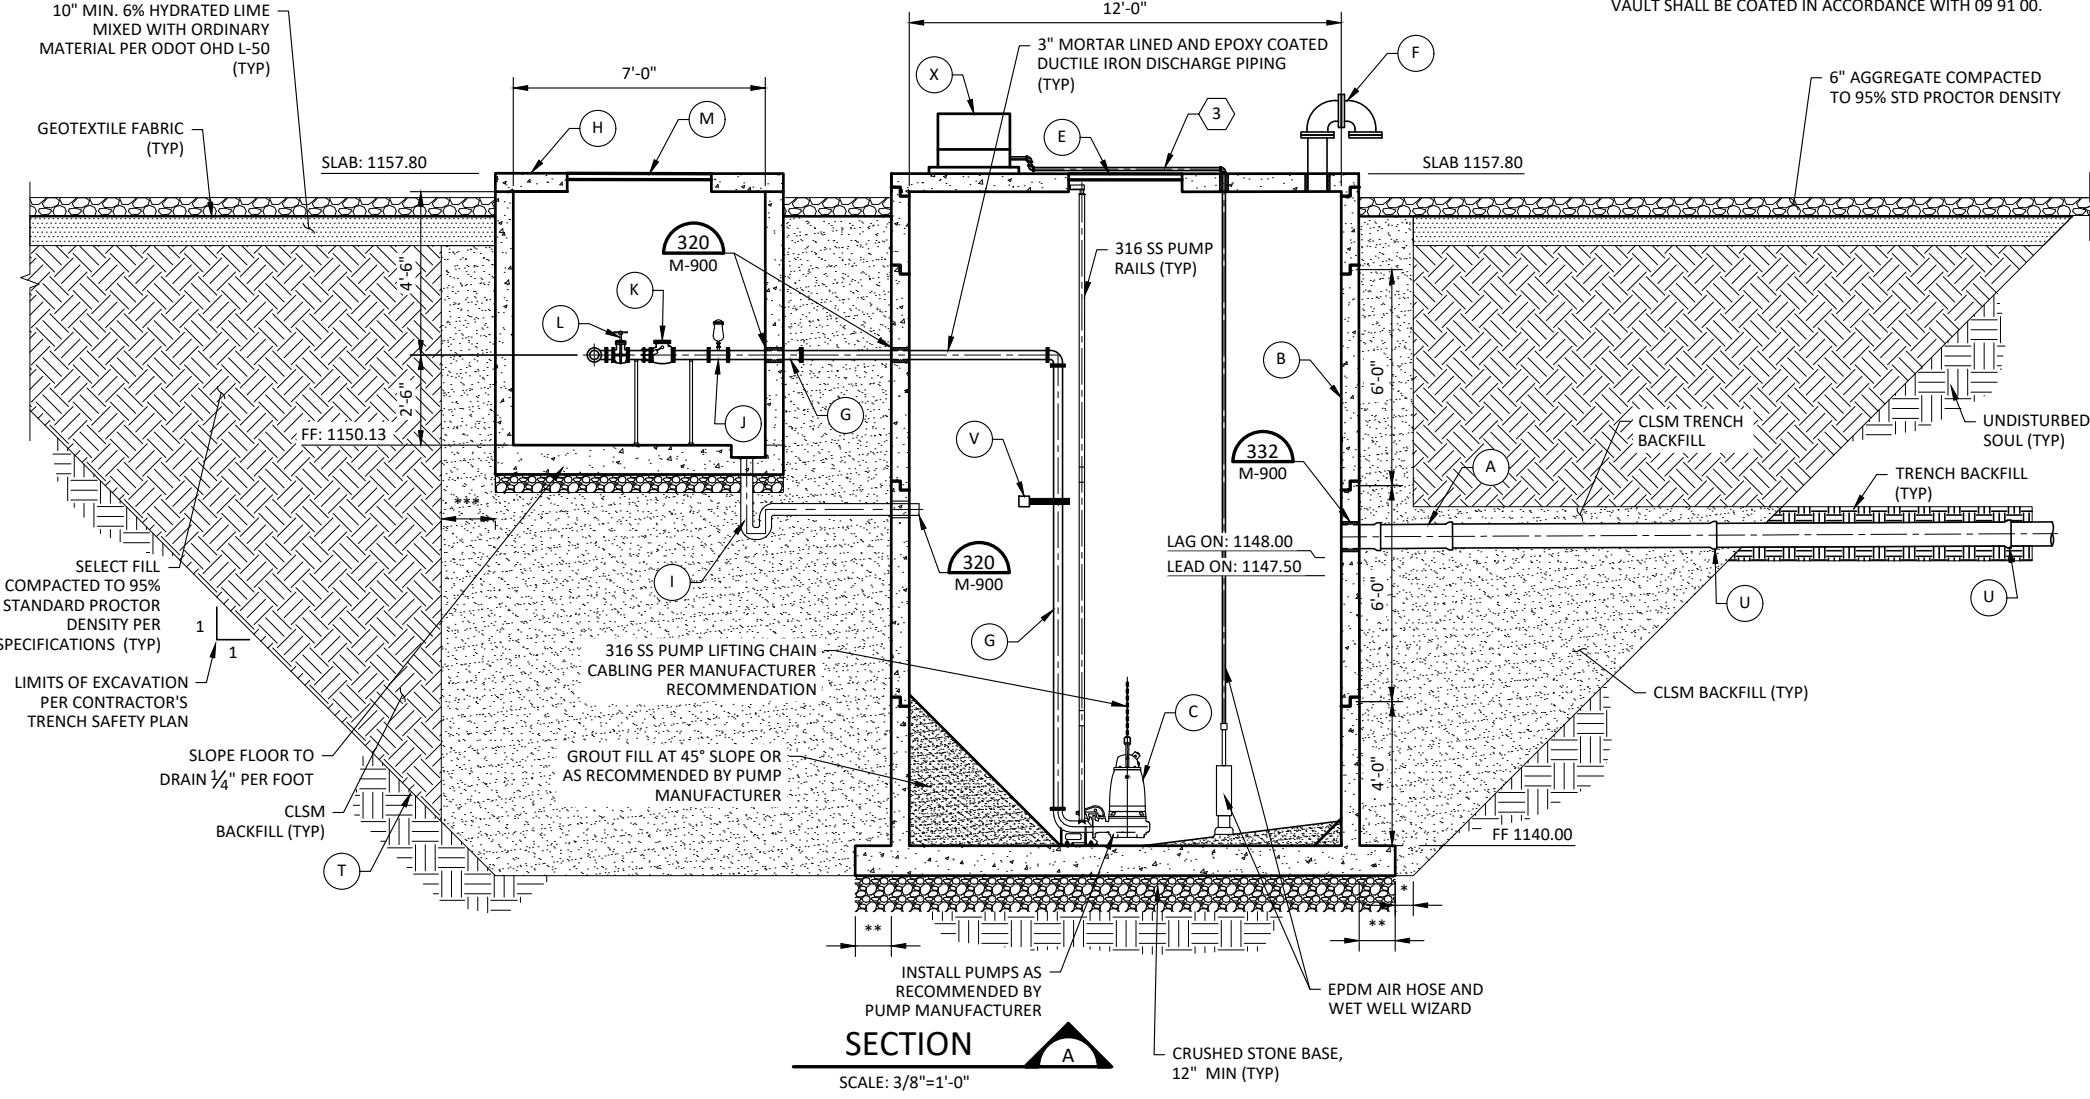 10" MIN. 6% HYDRATED LIME
MIXED WITH ORDINARY
MATERIAL PER ODOT OHD L-50
(TYP)
GEOTEXTILE FABRIC
(TYP)
SLAB: 1157.80
7'-0"
H
M
12'-0"
X
3" MORTAR LINED AND EPOXY COATED
DUCTILE IRON DISCHARGE PIPING
(TYP)
E
3
F
VAULT SHALL BE COATED IN ACCORDANCE WITH 09 91 00.
6" AGGREGATE COMPACTED
TO 95% STD PROCTOR DENSITY
SLAB 1157.80
320
M-900
4'-6"
K
L
2'-6"
FF: 1150.13
J
G
316 SS PUMP
RAILS (TYP)
B
6'-0"
V
332
M-900
CLSM TRENCH
BACKFILL
A
UNDISTURBED
SOUL (TYP)
TRENCH BACKFILL
(TYP)
***
LAG ON: 1148.00
LEAD ON: 1147.50
320
M-900
I
6'-0"
U
U
SELECT FILL
COMPACTED TO 95%
STANDARD PROCTOR
DENSITY PER
SPECIFICATIONS (TYP)
1
1
G
LIMITS OF EXCAVATION
PER CONTRACTOR'S
TRENCH SAFETY PLAN
316 SS PUMP LIFTING CHAIN
CABLING PER MANUFACTURER
RECOMMENDATION
CLSM BACKFILL (TYP)
C
SLOPE FLOOR TO
DRAIN 1/4" PER FOOT
GROUT FILL AT 45° SLOPE OR
AS RECOMMENDED BY PUMP
MANUFACTURER
4'-0"
CLSM
BACKFILL (TYP)
FF 1140.00
T
*
**
**
INSTALL PUMPS AS
RECOMMENDED BY
PUMP MANUFACTURER
EPDM AIR HOSE AND
WET WELL WIZARD
SECTION
A
SCALE: 3/8"=1'-0"
CRUSHED STONE BASE,
12" MIN (TYP)